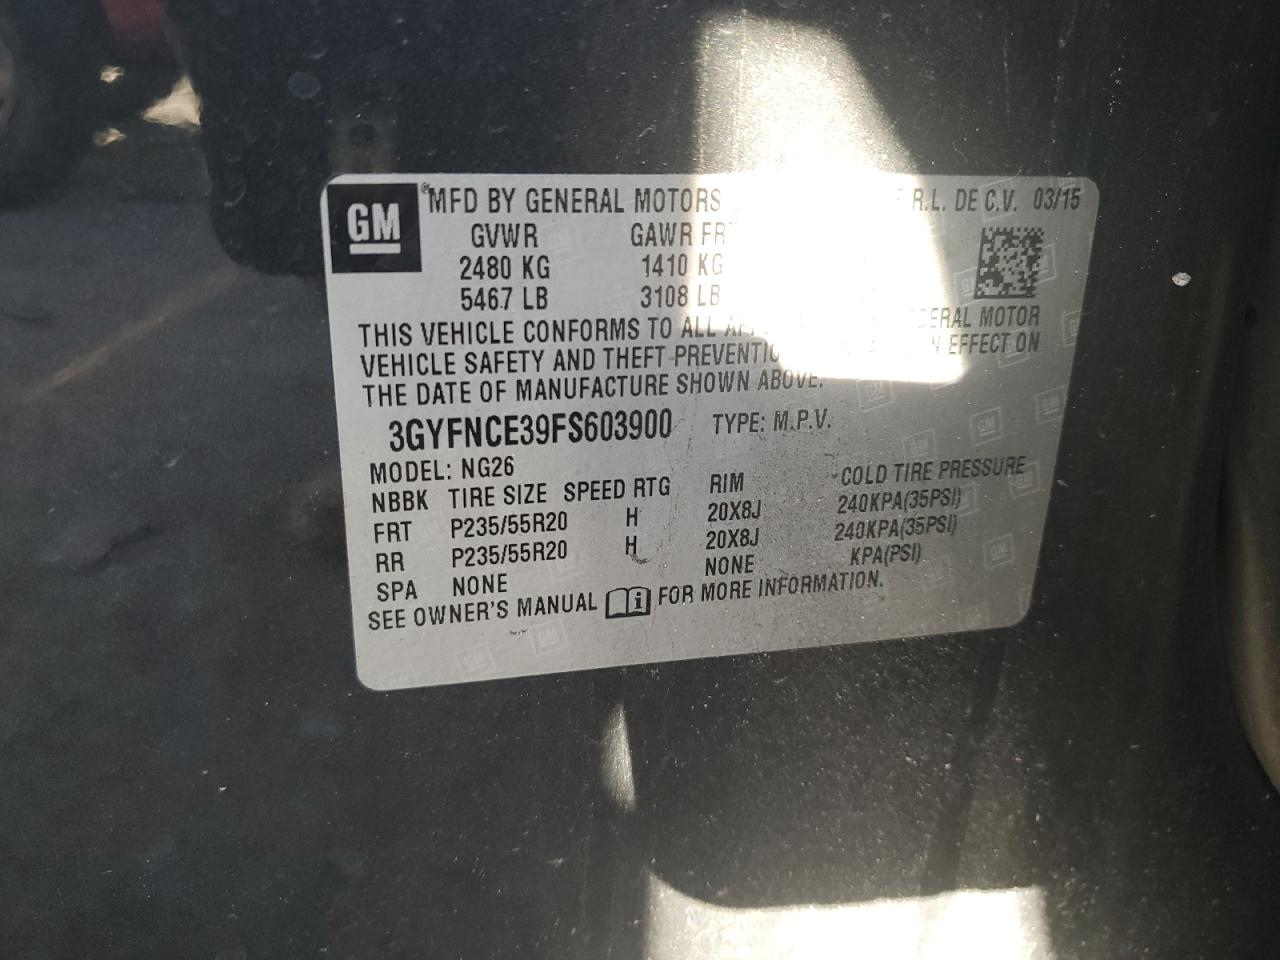 GM
® MFD BY GENERAL MOTORS R.L. DE C.V. 03/15
GVWR GAWR FRT
2480 KG 1410 KG
5467 LB 3108 LB
THIS VEHICLE CONFORMS TO ALL MOTOR
VEHICLE SAFETY AND THEFT PREVENTION EFFECT ON
THE DATE OF MANUFACTURE SHOWN ABOVE.
3GYFNCE39FS603900 TYPE: M.P.V.
MODEL: NG26
NBBK TIRE SIZE SPEED RTG RIM COLD TIRE PRESSURE
FRT P235/55R20 H 20X8J 240KPA(35PSI)
RR P235/55R20 H 20X8J 240KPA(35PSI)
SPA NONE NONE KPA(PSI)
SEE OWNER'S MANUAL FOR MORE INFORMATION.